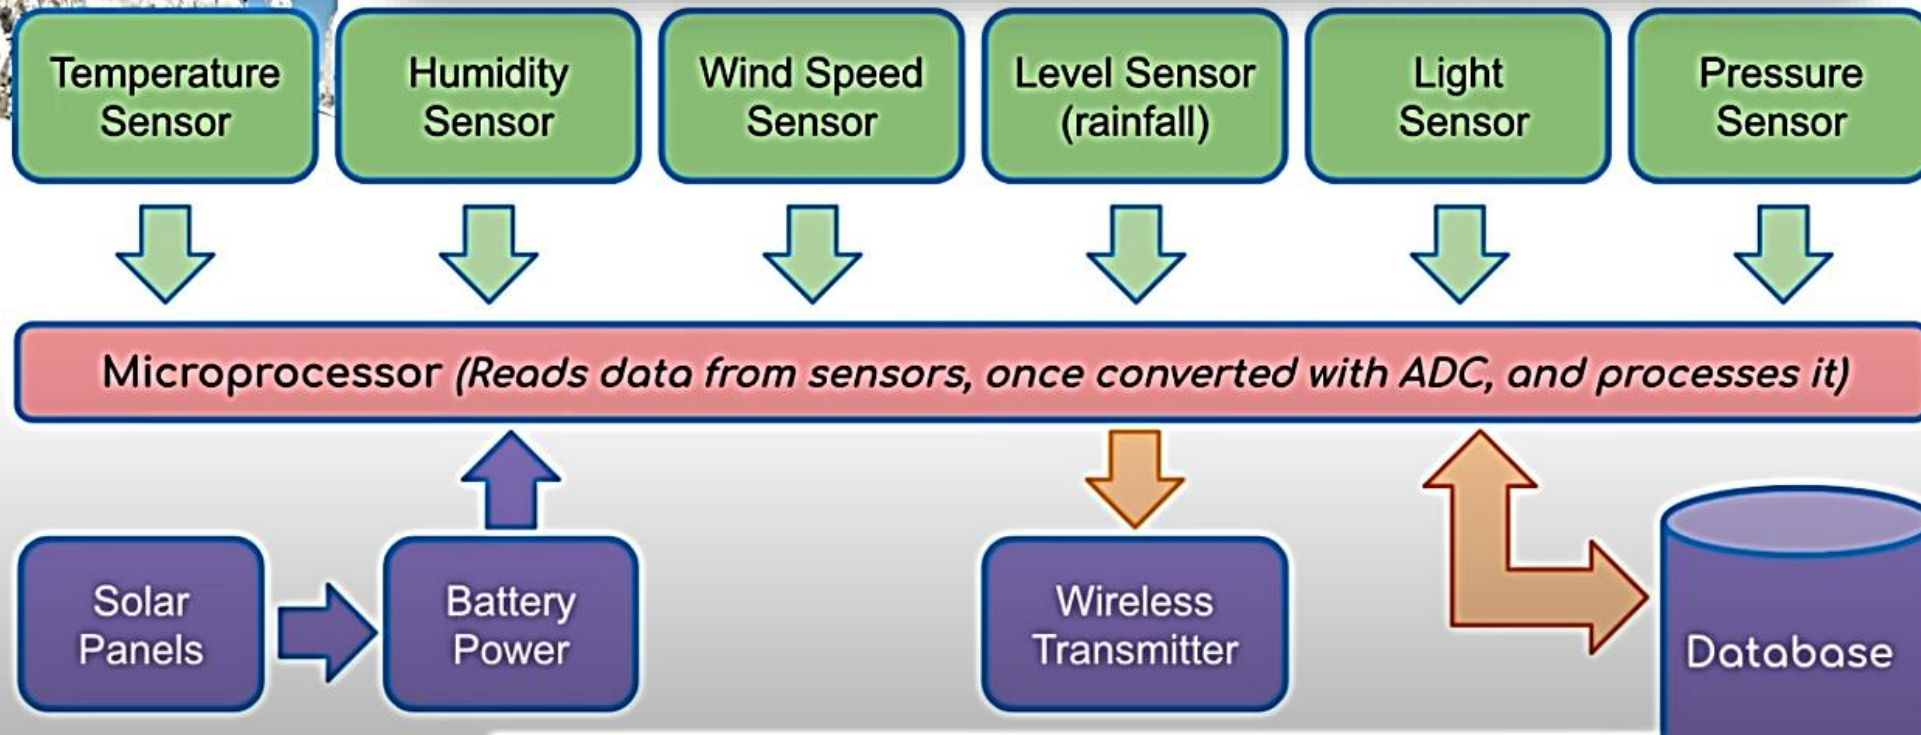 Temperature
Sensor
Humidity
Sensor
Wind Speed
Sensor
Level Sensor
(rainfall)
Light
Sensor
Pressure
Sensor
Microprocessor (Reads data from sensors, once converted with ADC, and processes it)
Solar
Panels
Battery
Power
Wireless
Transmitter
Database